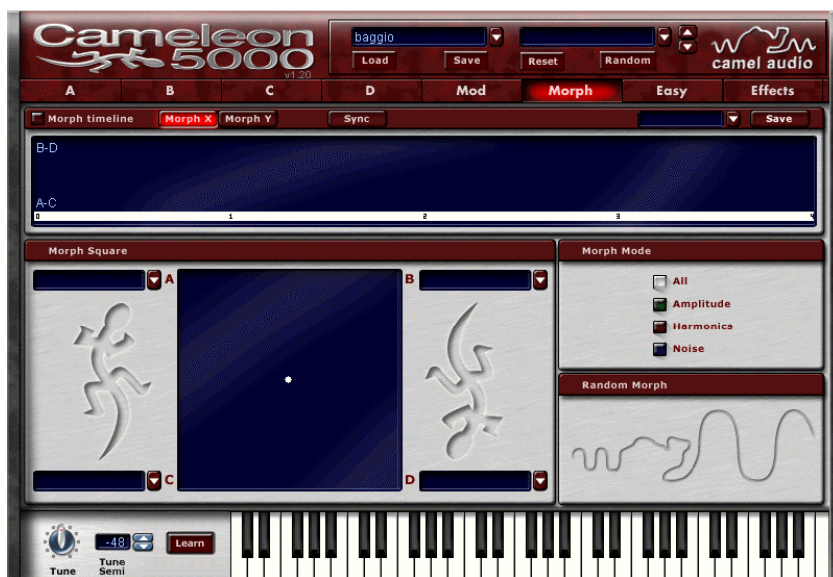 Cameleon
5000
v1.20
baggio
Load Save Reset Random
camel audio
A B C D Mod Morph Easy Effects
Morph timeline Morph X Morph Y Sync Save
B-D
A-C
0 1 2 3 4
Morph Square
Morph Mode
A B
All
Amplitude
Harmonics
Noise
Random Morph
C D
-48 Learn
Tune Tune
Semi